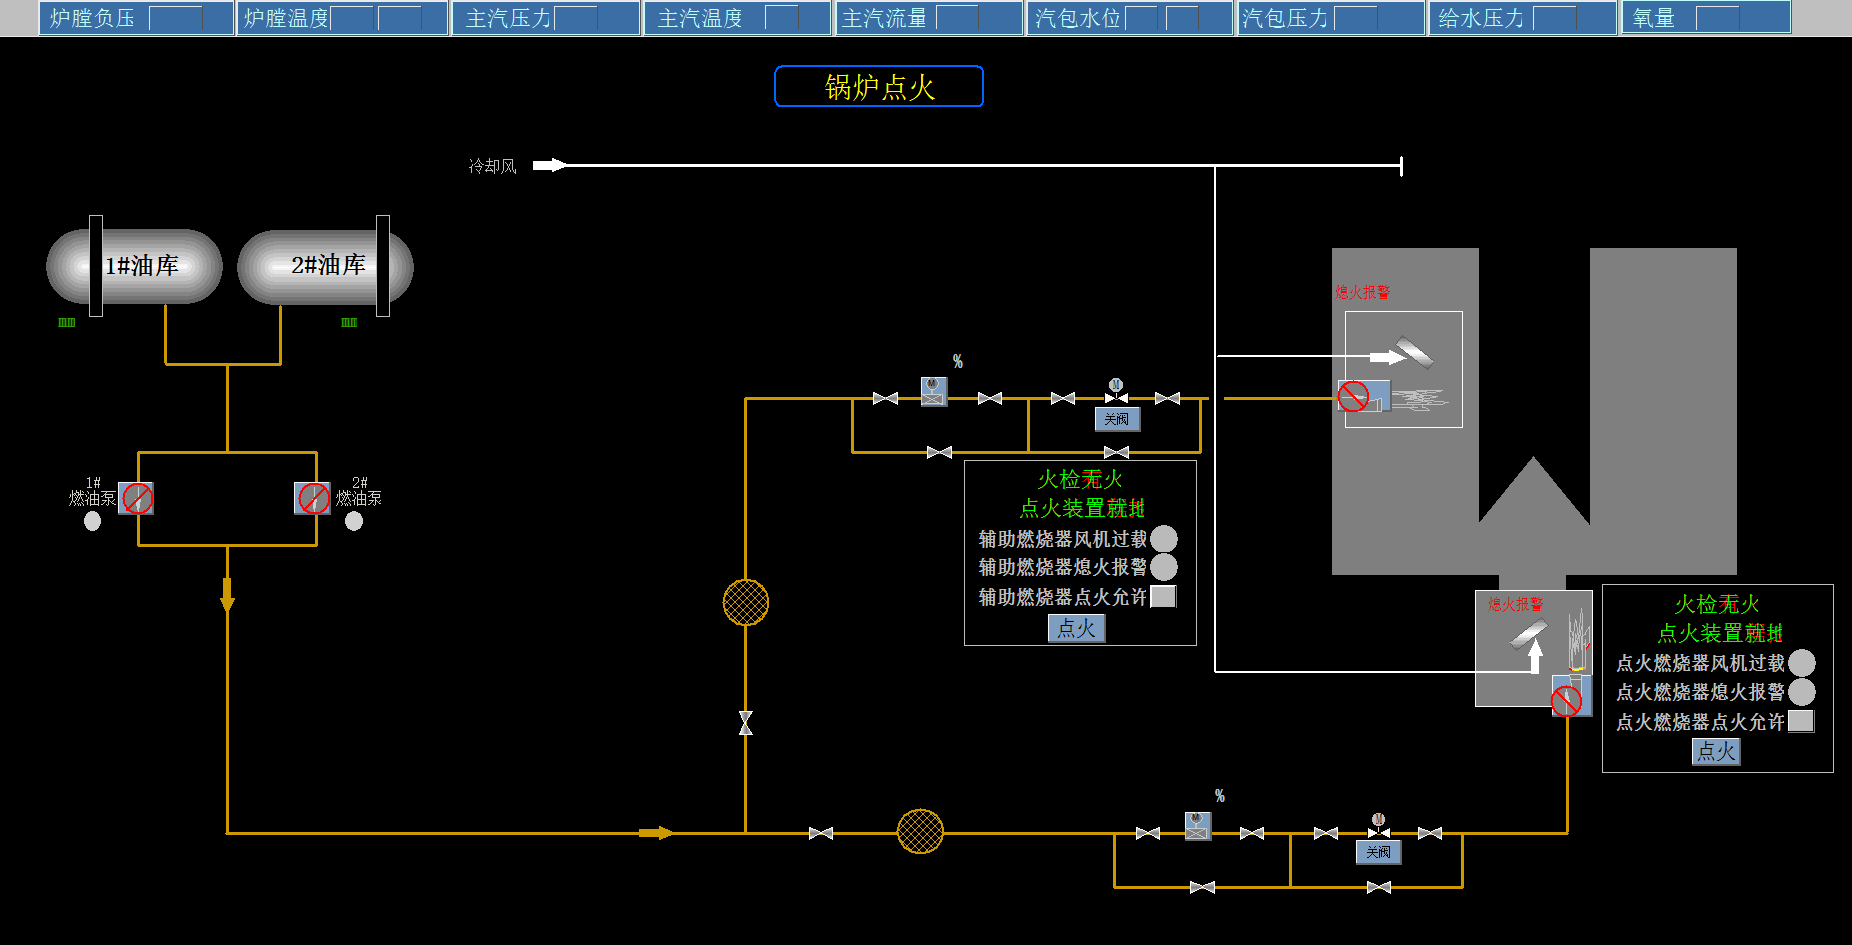 炉膛负压
炉膛温度
主汽压力
主汽温度
主汽流量
汽包水位
汽包压力
给水压力
氧量
锅炉点火
冷却风
1#油库
2#油库
mm
mm
熄火报警
%
M
M
关阀
火检无火
点火装置就地
辅助燃烧器风机过载
辅助燃烧器熄火报警
辅助燃烧器点火允许
点火
1#
燃油泵
2#
燃油泵
熄火报警
火检无火
点火装置就地
点火燃烧器风机过载
点火燃烧器熄火报警
点火燃烧器点火允许
点火
%
M
M
关阀